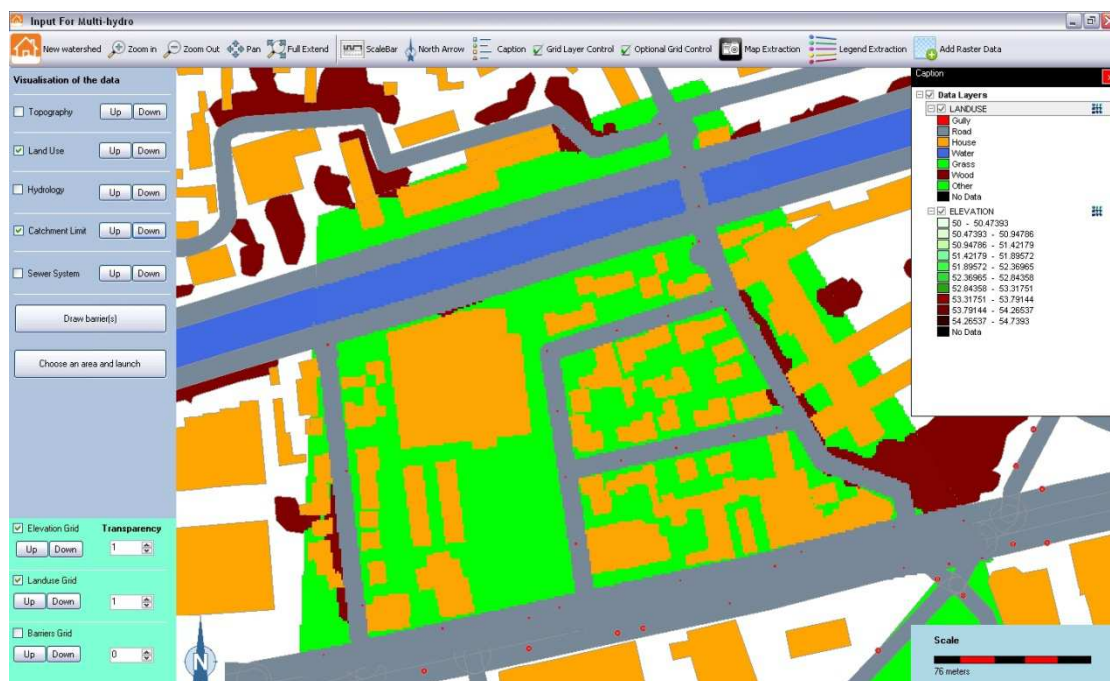 Input For Multi-hydro
New watershed Zoom in Zoom Out Pan Full Extend ScaleBar North Arrow Caption Grid Layer Control Optional Grid Control Map Extraction Legend Extraction Add Raster Data
Visualisation of the data
Topography Up Down
Land Use Up Down
Hydrology Up Down
Catchment Limit Up Down
Sewer System Up Down
Draw barrier(s)
Choose an area and launch
Elevation Grid Transparency
Up Down 1
Landuse Grid
Up Down 1
Barriers Grid
Up Down 0
N
Caption
Data Layers
LANDUSE
Gully
Road
House
Water
Grass
Wood
Other
No Data
ELEVATION
50 - 50.47393
50.47393 - 50.94786
50.94786 - 51.42179
51.42179 - 51.89572
51.89572 - 52.36965
52.36965 - 52.84358
52.84358 - 53.31751
53.31751 - 53.79144
53.79144 - 54.26537
54.26537 - 54.7393
No Data
Scale
76 meters